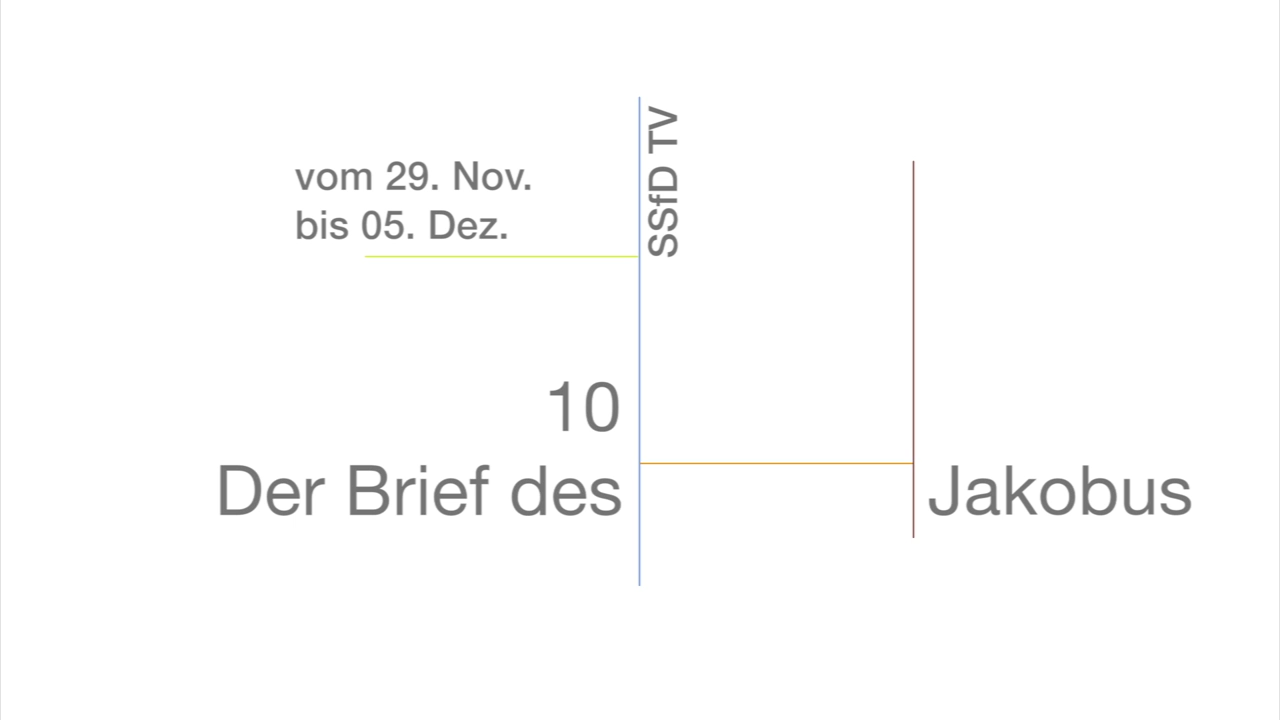 vom 29. Nov.
bis 05. Dez.
SSfD TV
10
Der Brief des Jakobus